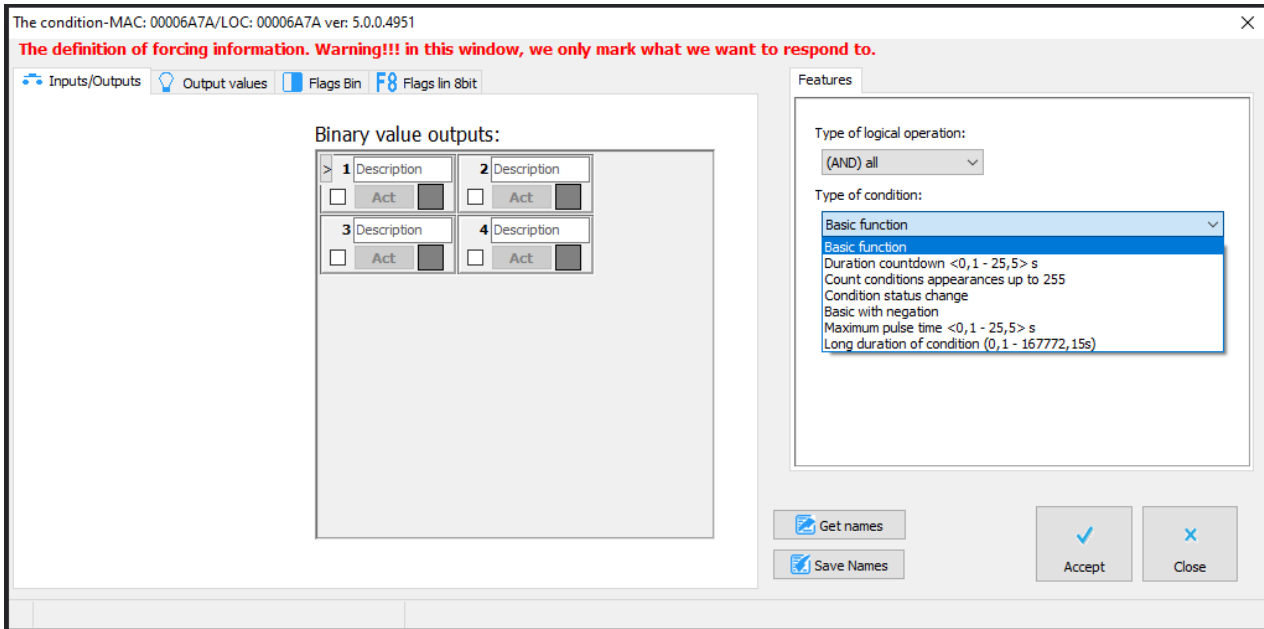 The condition-MAC: 00006A7A/LOC: 00006A7A ver: 5.0.0.4951
The definition of forcing information. Warning!!! in this window, we only mark what we want to respond to.
Inputs/Outputs
Output values
Flags Bin
F8 Flags lin 8bit
Binary value outputs:
> 1 Description
Act
2 Description
Act
3 Description
Act
4 Description
Act
Features
Type of logical operation:
(AND) all
Type of condition:
Basic function
Basic function
Duration countdown <0,1 - 25,5> s
Count conditions appearances up to 255
Condition status change
Basic with negation
Maximum pulse time <0,1 - 25,5> s
Long duration of condition (0,1 - 167772,15s)
Get names
Save Names
Accept
Close